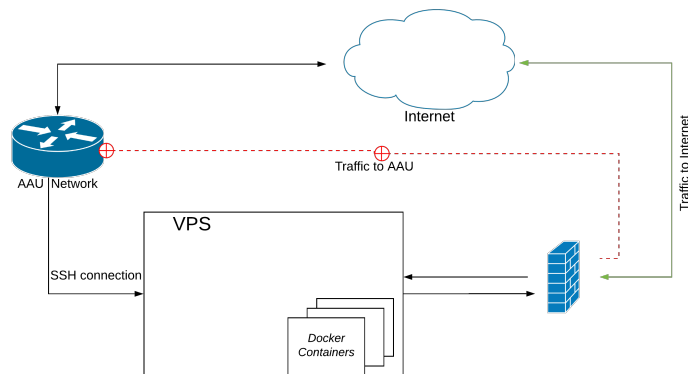 Internet
Traffic to Internet
Traffic to AAU
AAU Network
VPS
SSH connection
Docker
Containers